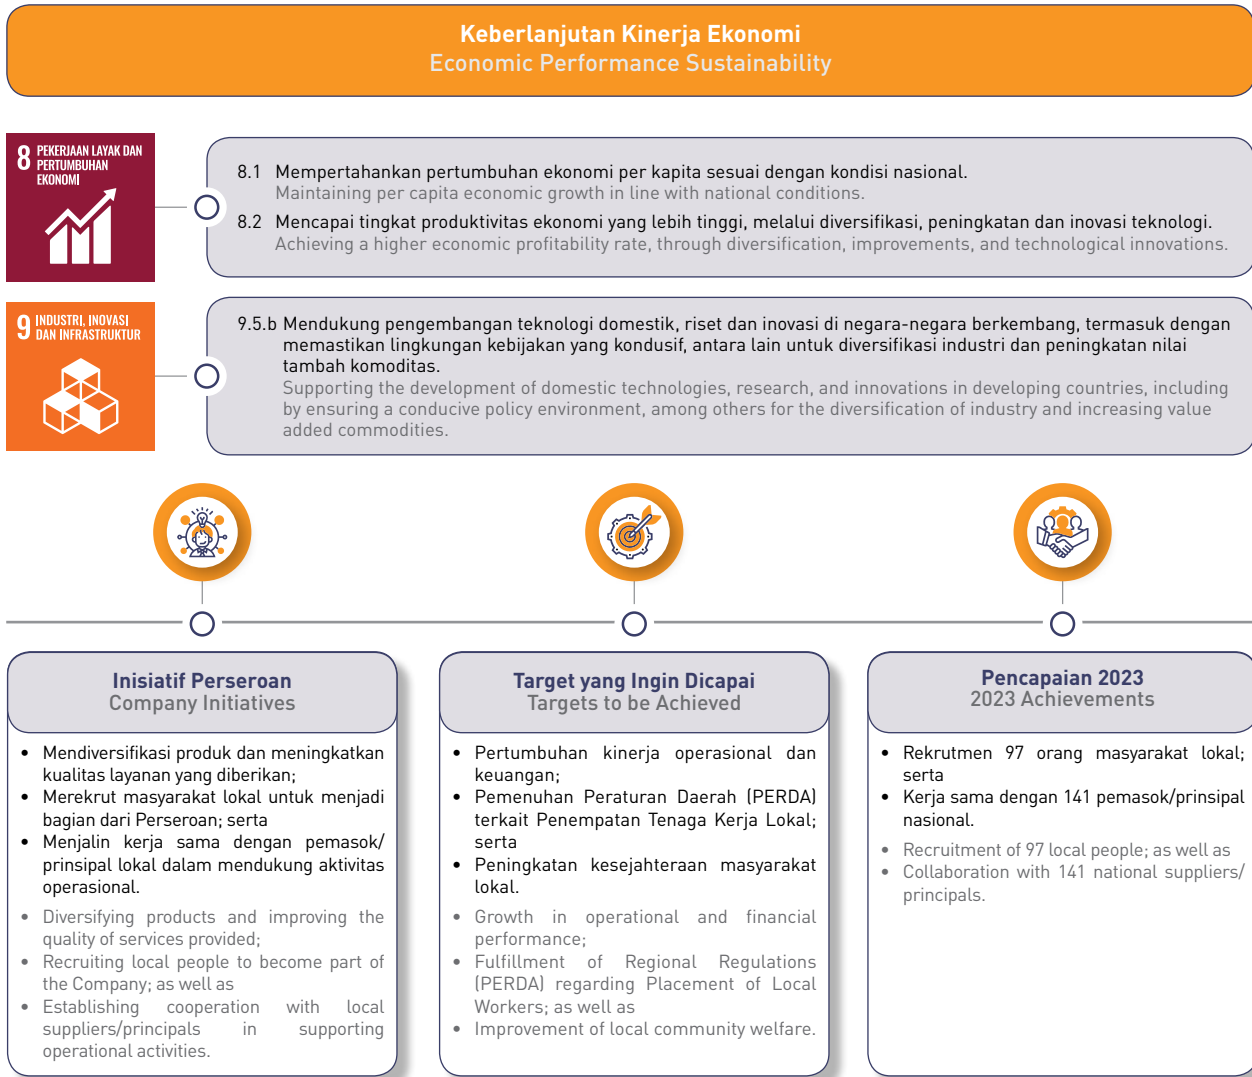 Keberlanjutan Kinerja Ekonomi
Economic Performance Sustainability
8 PEKERJAAN LAYAK DAN
PERTUMBUHAN
EKONOMI
8.1 Mempertahankan pertumbuhan ekonomi per kapita sesuai dengan kondisi nasional.
Maintaining per capita economic growth in line with national conditions.
8.2 Mencapai tingkat produktivitas ekonomi yang lebih tinggi, melalui diversifikasi, peningkatan dan inovasi teknologi.
Achieving a higher economic profitability rate, through diversification, improvements, and technological innovations.
9 INDUSTRI, INOVASI
DAN INFRASTRUKTUR
9.5.b Mendukung pengembangan teknologi domestik, riset dan inovasi di negara-negara berkembang, termasuk dengan
memastikan lingkungan kebijakan yang kondusif, antara lain untuk diversifikasi industri dan peningkatan nilai
tambah komoditas.
Supporting the development of domestic technologies, research, and innovations in developing countries, including
by ensuring a conducive policy environment, among others for the diversification of industry and increasing value
added commodities.
Inisiatif Perseroan
Company Initiatives
• Mendiversifikasi produk dan meningkatkan
kualitas layanan yang diberikan;
• Merekrut masyarakat lokal untuk menjadi
bagian dari Perseroan; serta
• Menjalin kerja sama dengan pemasok/
prinsipal lokal dalam mendukung aktivitas
operasional.
• Diversifying products and improving the
quality of services provided;
• Recruiting local people to become part of
the Company; as well as
• Establishing cooperation with local
suppliers/principals in supporting
operational activities.
Target yang Ingin Dicapai
Targets to be Achieved
• Pertumbuhan kinerja operasional dan
keuangan;
• Pemenuhan Peraturan Daerah (PERDA)
terkait Penempatan Tenaga Kerja Lokal;
serta
• Peningkatan kesejahteraan masyarakat
lokal.
• Growth in operational and financial
performance;
• Fulfillment of Regional Regulations
(PERDA) regarding Placement of Local
Workers; as well as
• Improvement of local community welfare.
Pencapaian 2023
2023 Achievements
• Rekrutmen 97 orang masyarakat lokal;
serta
• Kerja sama dengan 141 pemasok/prinsipal
nasional.
• Recruitment of 97 local people; as well as
• Collaboration with 141 national suppliers/
principals.